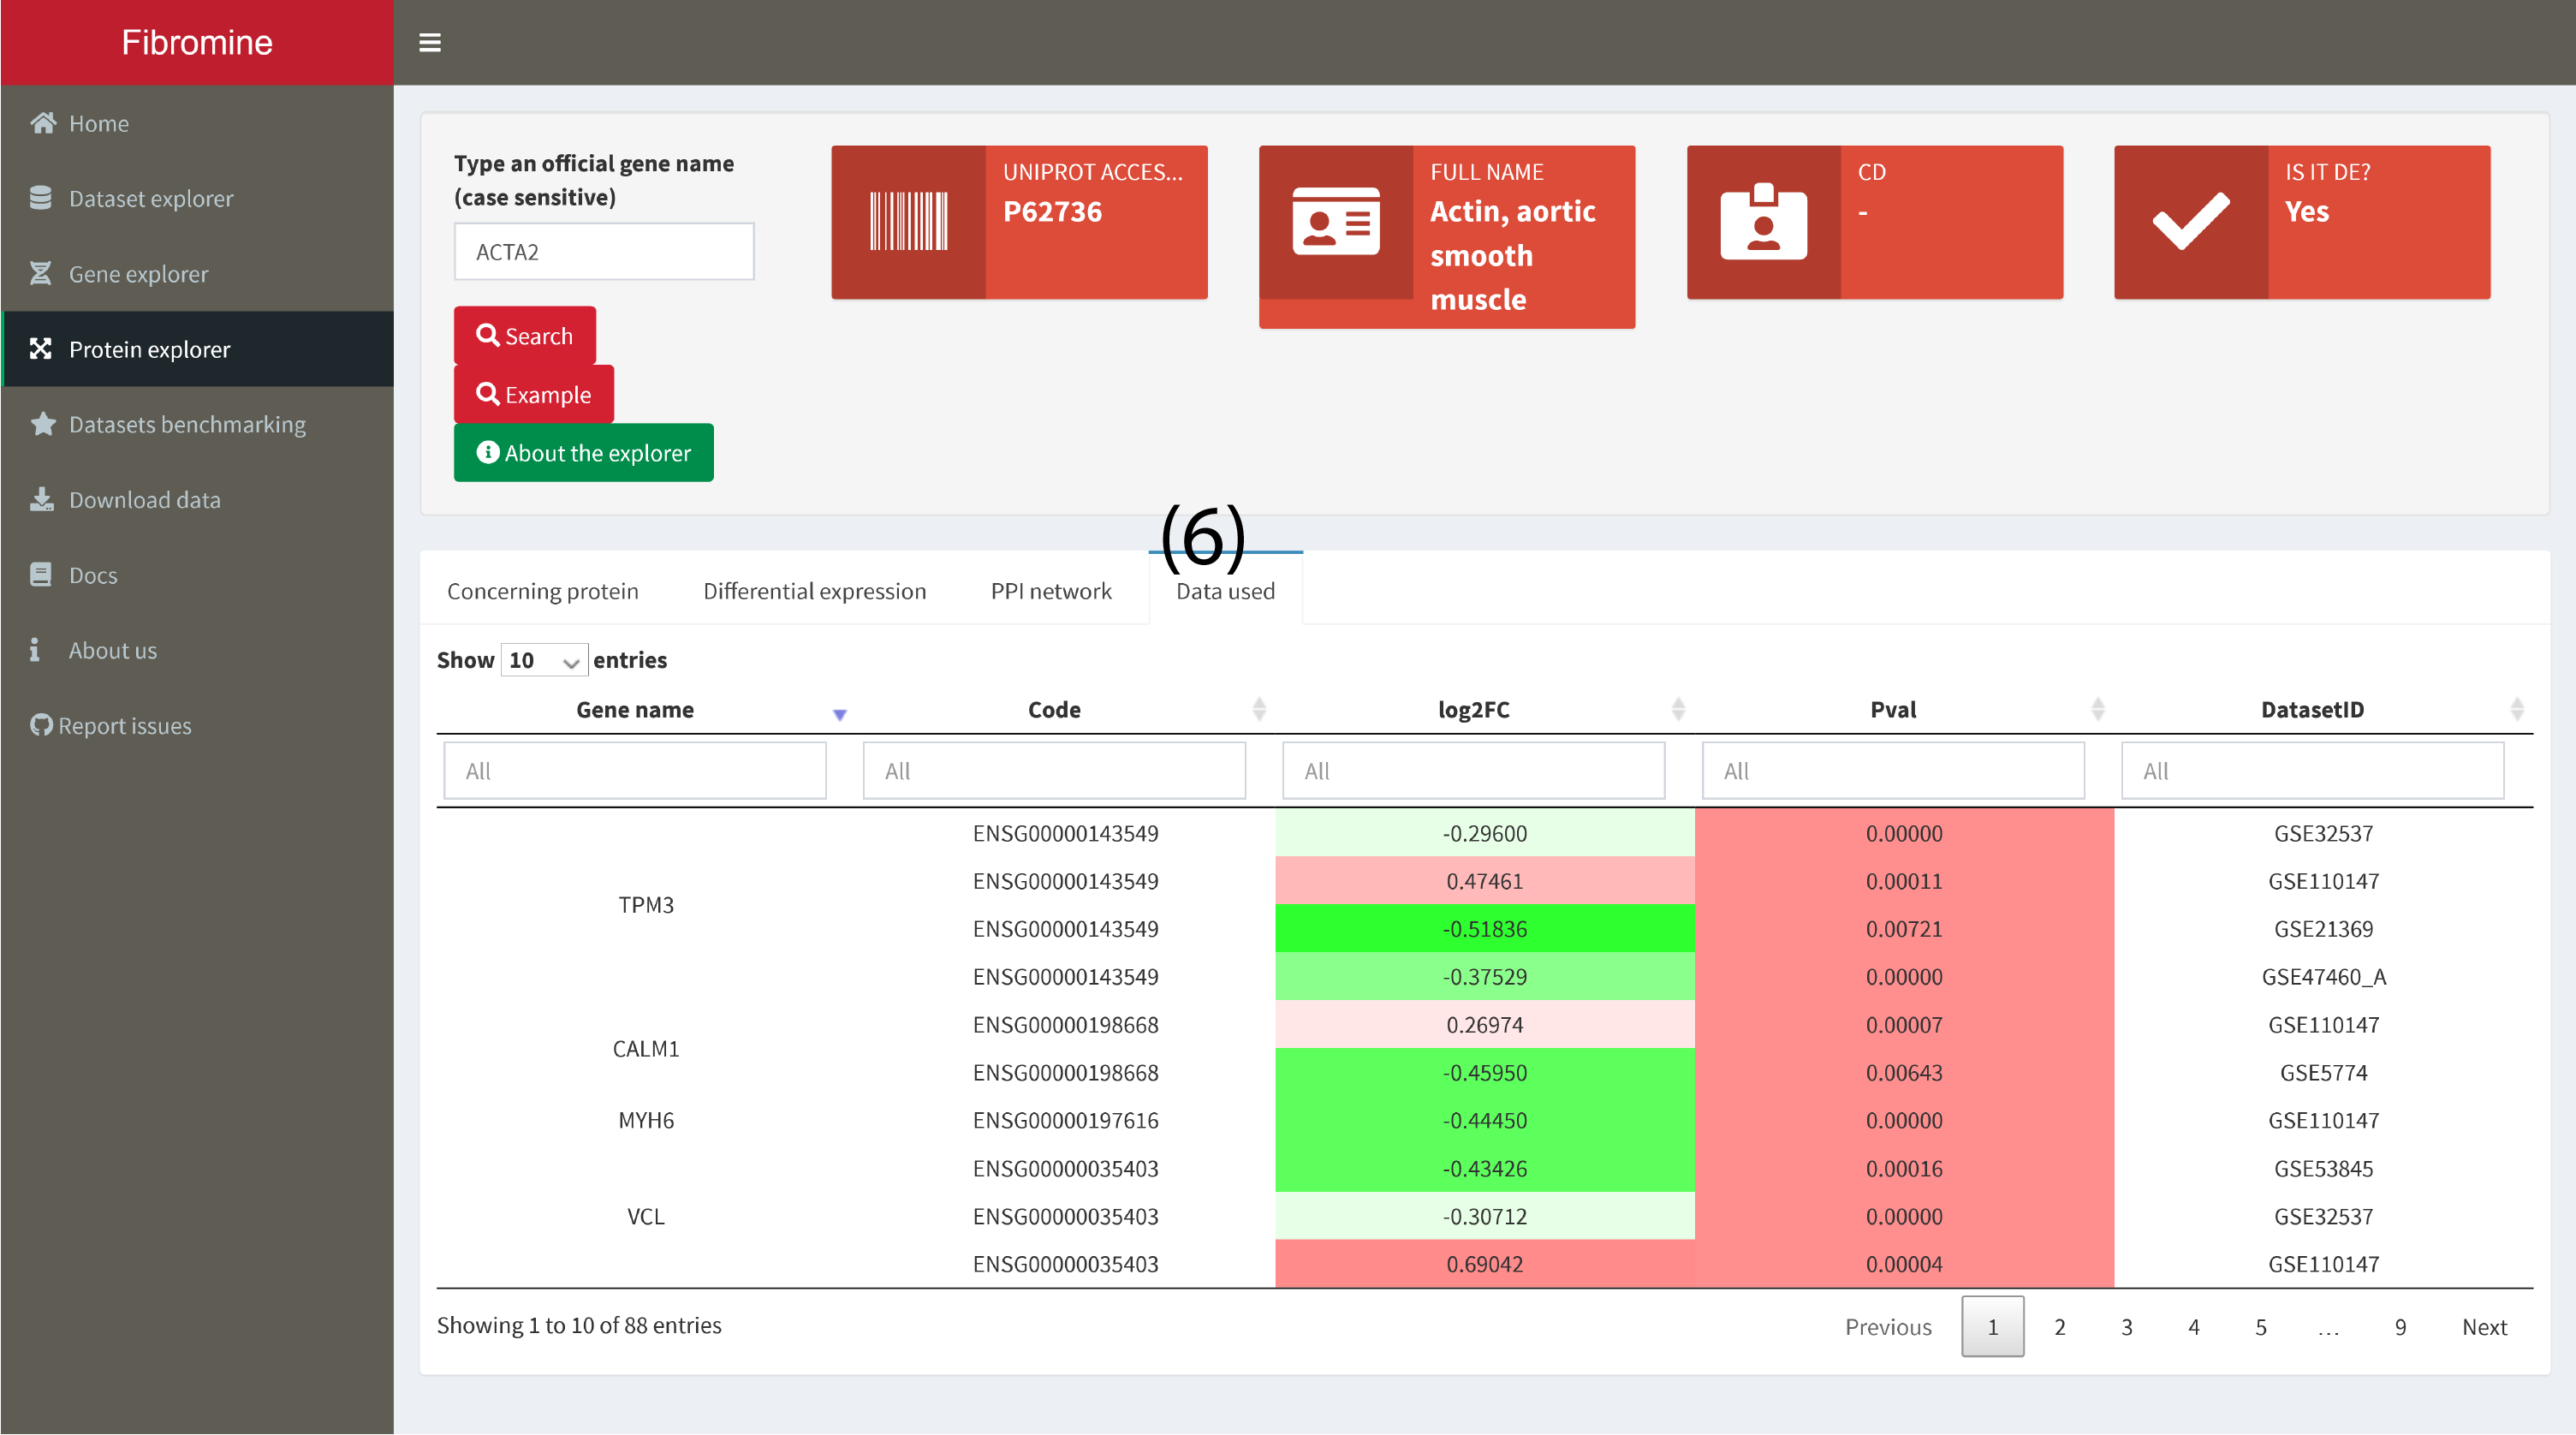 Fibromine
Home
Dataset explorer
Gene explorer
Protein explorer
Datasets benchmarking
Download data
Docs
About us
Report issues
Type an official gene name
(case sensitive)
ACTA2
Search
Example
About the explorer
UNIPROT ACCES...
P62736
FULL NAME
Actin, aortic
smooth
muscle
CD
-
IS IT DE?
Yes
(6)
Concerning protein Differential expression PPI network Data used
Show 10 entries
Gene name Code log2FC Pval DatasetID
All All All All All
TPM3
ENSG00000143549 -0.29600 0.00000 GSE32537
ENSG00000143549 0.47461 0.00011 GSE110147
ENSG00000143549 -0.51836 0.00721 GSE21369
ENSG00000143549 -0.37529 0.00000 GSE47460_A
CALM1
ENSG00000198668 0.26974 0.00007 GSE110147
ENSG00000198668 -0.45950 0.00643 GSE5774
MYH6 ENSG00000197616 -0.44450 0.00000 GSE110147
VCL
ENSG00000035403 -0.43426 0.00016 GSE53845
ENSG00000035403 -0.30712 0.00000 GSE32537
ENSG00000035403 0.69042 0.00004 GSE110147
Showing 1 to 10 of 88 entries
Previous 1 2 3 4 5 ... 9 Next